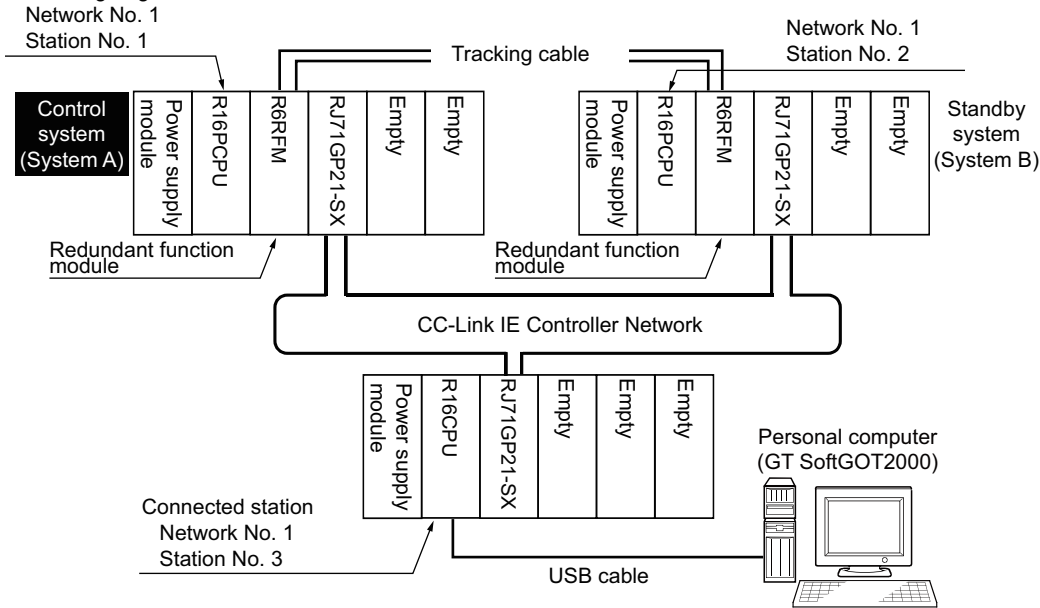 Network No. 1
Station No. 1
Tracking cable
Network No. 1
Station No. 2
Control
system
(System A)
Power supply
module
R16PCPU
R6RFM
RJ71GP21-SX
Empty
Empty
Power supply
module
R16PCPU
R6RFM
RJ71GP21-SX
Empty
Empty
Standby
system
(System B)
Redundant function
module
Redundant function
module
CC-Link IE Controller Network
Power supply
module
R16CPU
RJ71GP21-SX
Empty
Empty
Empty
Personal computer
(GT SoftGOT2000)
Connected station
Network No. 1
Station No. 3
USB cable